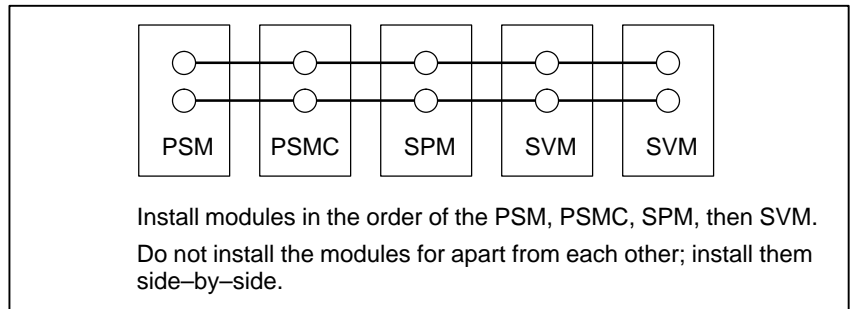 PSM PSMC SPM SVM SVM
Install modules in the order of the PSM, PSMC, SPM, then SVM.
Do not install the modules for apart from each other; install them
side–by–side.